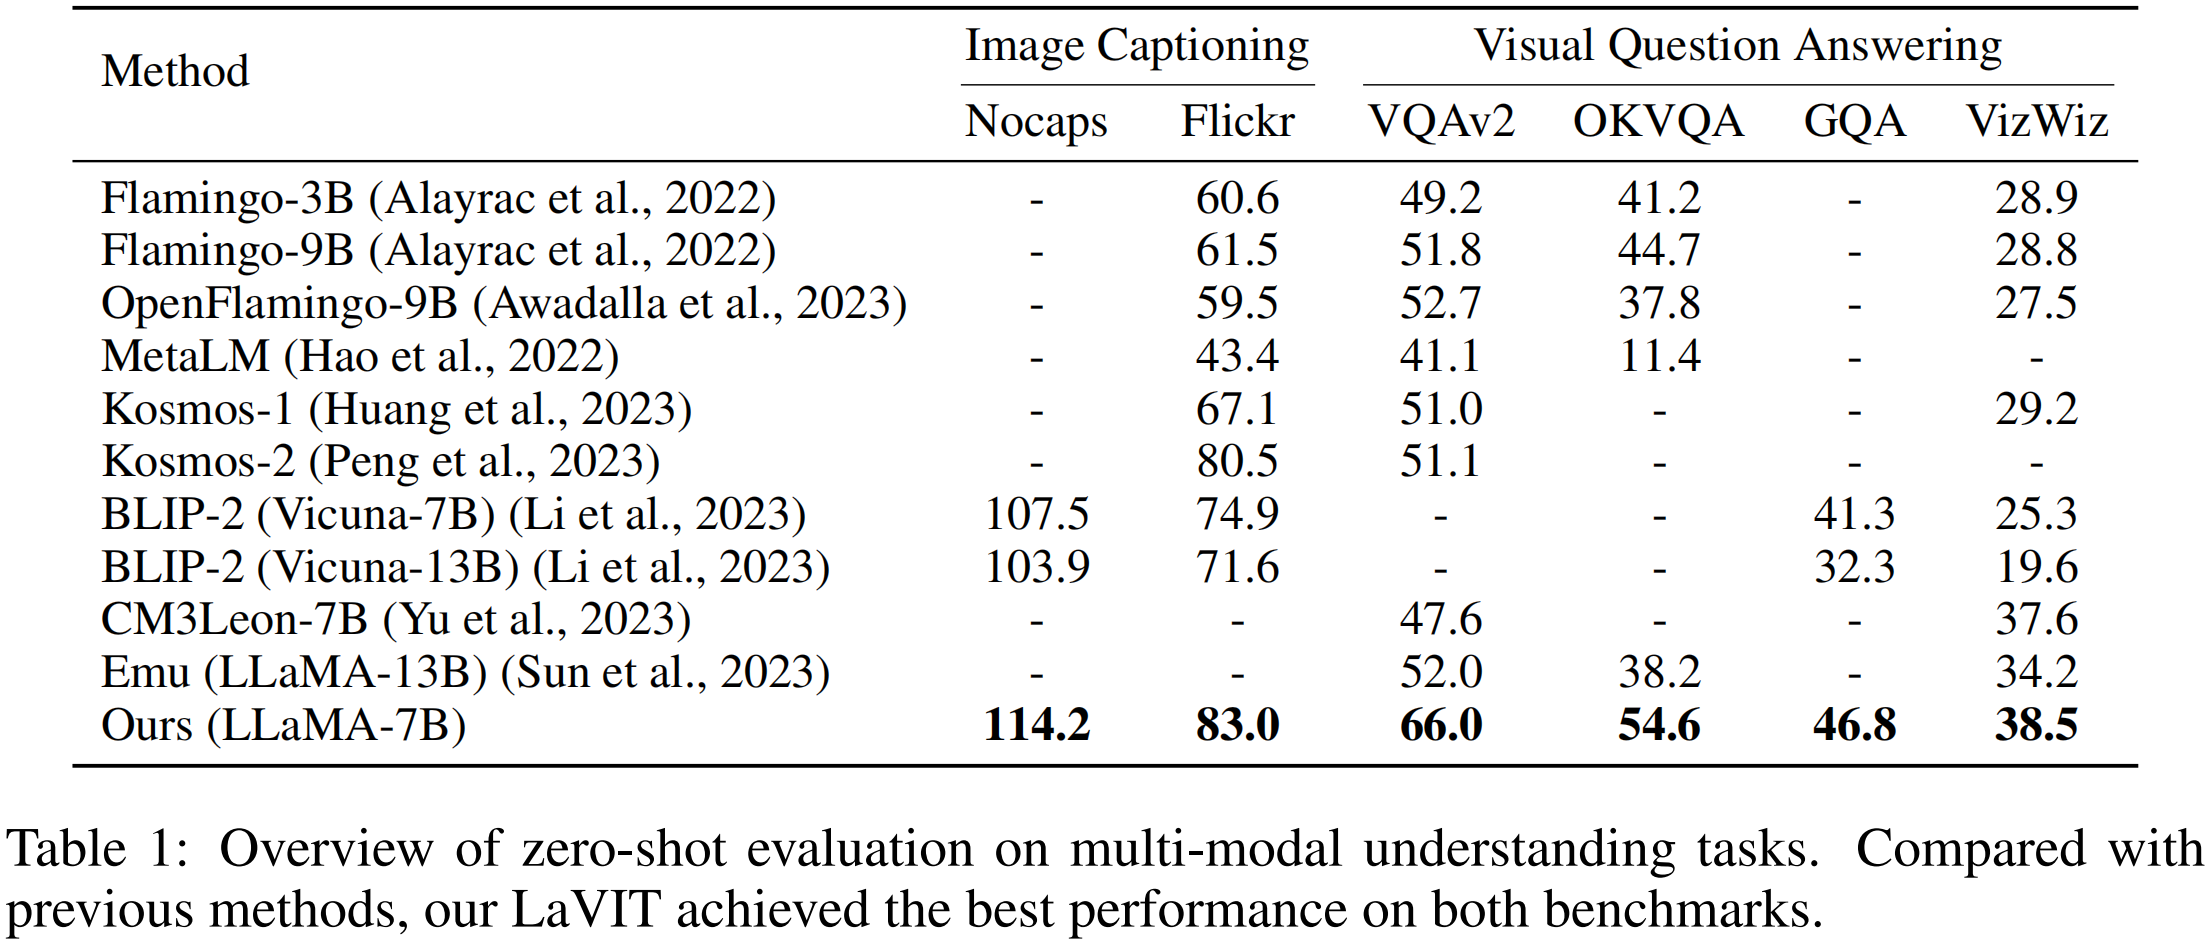 Method Image Captioning Visual Question Answering
Nocaps Flickr VQAv2 OKVQA GQA VizWiz
Flamingo-3B (Alayrac et al., 2022) - 60.6 49.2 41.2 - 28.9
Flamingo-9B (Alayrac et al., 2022) - 61.5 51.8 44.7 - 28.8
OpenFlamingo-9B (Awadalla et al., 2023) - 59.5 52.7 37.8 - 27.5
MetaLM (Hao et al., 2022) - 43.4 41.1 11.4 - -
Kosmos-1 (Huang et al., 2023) - 67.1 51.0 - - 29.2
Kosmos-2 (Peng et al., 2023) - 80.5 51.1 - - -
BLIP-2 (Vicuna-7B) (Li et al., 2023) 107.5 74.9 - - 41.3 25.3
BLIP-2 (Vicuna-13B) (Li et al., 2023) 103.9 71.6 - - 32.3 19.6
CM3Leon-7B (Yu et al., 2023) - - 47.6 - - 37.6
Emu (LLaMA-13B) (Sun et al., 2023) - - 52.0 38.2 - 34.2
Ours (LLaMA-7B) 114.2 83.0 66.0 54.6 46.8 38.5
Table 1: Overview of zero-shot evaluation on multi-modal understanding tasks. Compared with
previous methods, our LaVIT achieved the best performance on both benchmarks.